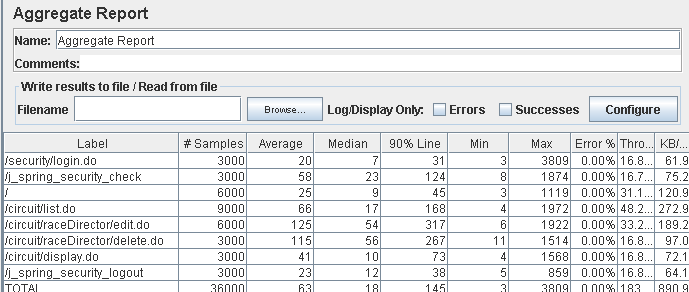 Aggregate Report
Name: Aggregate Report
Comments:
Write results to file / Read from file
Filename Browse... Log/Display Only: Errors Successes Configure
Label # Samples Average Median 90% Line Min Max Error % Thro... KB/...
/security/login.do 3000 20 7 31 3 3809 0.00% 16.8... 61.9
/j_spring_security_check 3000 58 23 124 8 1874 0.00% 16.7... 75.2
/ 6000 25 9 45 3 1119 0.00% 31.1... 120.9
/circuit/list.do 9000 66 17 168 4 1972 0.00% 48.2... 272.9
/circuit/raceDirector/edit.do 6000 125 54 317 6 1922 0.00% 33.2... 189.2
/circuit/raceDirector/delete.do 3000 115 56 267 11 1514 0.00% 16.8... 97.0
/circuit/display.do 3000 41 10 73 4 1568 0.00% 16.8... 72.1
/j_spring_security_logout 3000 23 12 38 5 859 0.00% 16.8... 64.1
TOTAL 36000 63 18 145 3 3809 0.00% 183... 890.9